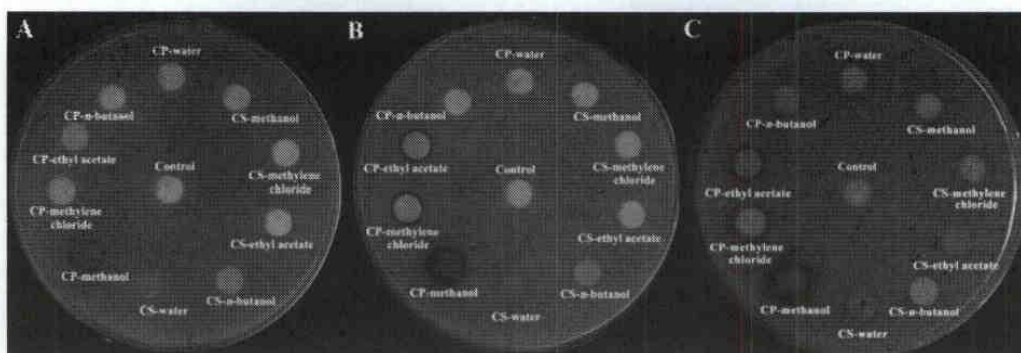 A
CP-water
CP-n-butanol
CS-methanol
CP-ethyl acetate
Control
CS-methylene
chloride
CP-methylene
chloride
CS-ethyl acetate
CP-methanol
CS-n-butanol
CS-water
B
CP-water
CP-n-butanol
CS-methanol
CP-ethyl acetate
Control
CS-methylene
chloride
CP-methylene
chloride
CS-ethyl acetate
CP-methanol
CS-n-butanol
CS-water
C
CP-water
CP-n-butanol
CS-methanol
Control
CP-ethyl acetate
CS-methylene
chloride
CP-methylene
chloride
CS-ethyl acetate
CP-methanol
CS-n-butanol
CS-water